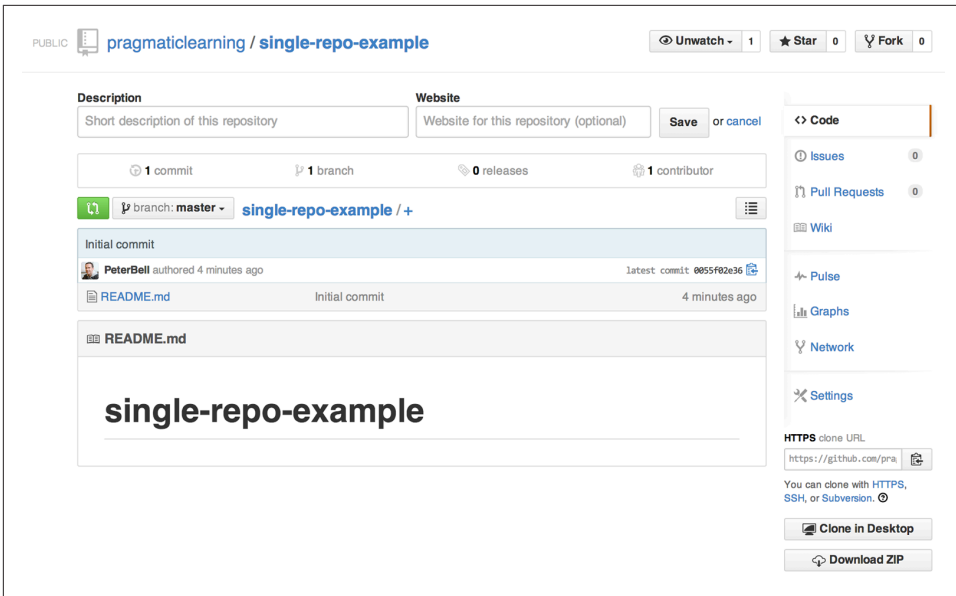 PUBLIC pragmaticlearning / single-repo-example
Unwatch 1 Star 0 Fork 0
Description
Website
Short description of this repository
Website for this repository (optional)
Save or cancel
1 commit 1 branch 0 releases 1 contributor
branch: master single-repo-example / +
Initial commit
PeterBell authored 4 minutes ago latest commit 0055f02e36
README.md Initial commit 4 minutes ago
README.md
single-repo-example
Code
Issues 0
Pull Requests 0
Wiki
Pulse
Graphs
Network
Settings
HTTPS clone URL
https://github.com/pra
You can clone with HTTPS,
SSH, or Subversion.
Clone in Desktop
Download ZIP